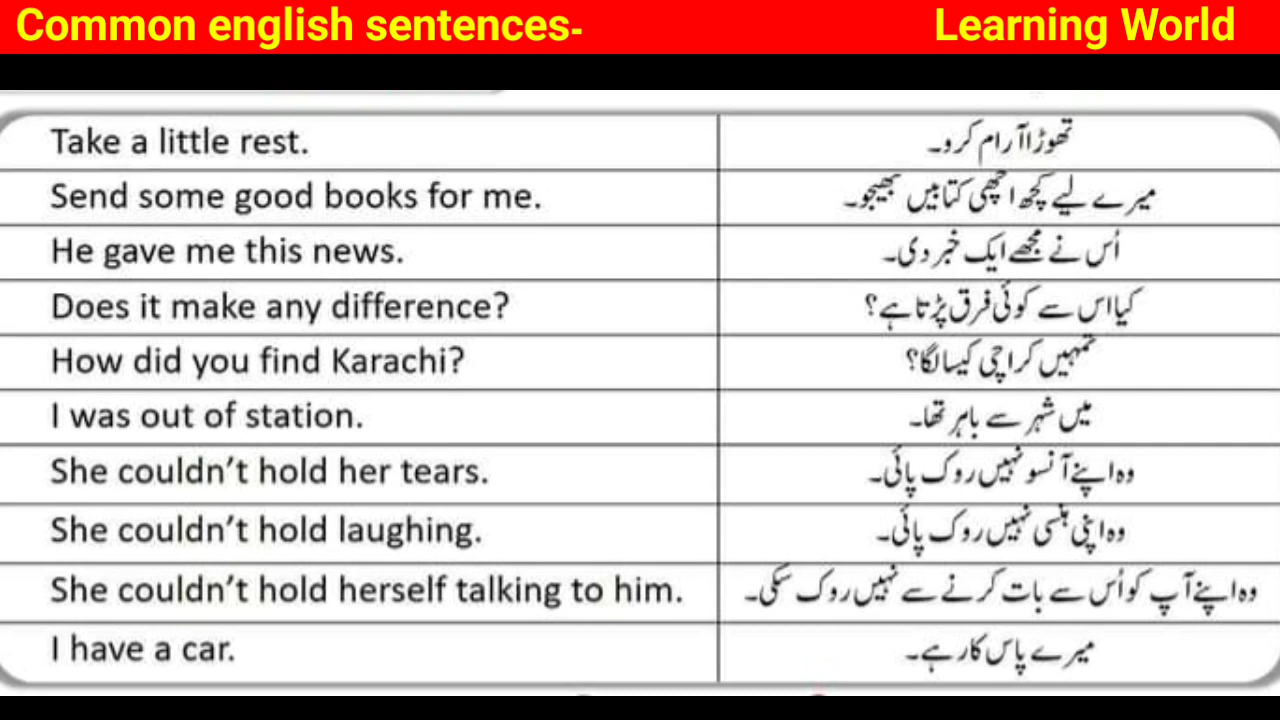 Common english sentences- Learning World
Take a little rest. تھوڑا آرام کرو۔
Send some good books for me. میرے لیے کچھ اچھی کتابیں بھیجو۔
He gave me this news. اُس نے مجھے ایک خبر دی۔
Does it make any difference? کیا اس سے کوئی فرق پڑتا ہے؟
How did you find Karachi? تمہیں کراچی کیسا لگا؟
I was out of station. میں شہر سے باہر تھا۔
She couldn't hold her tears. وہ اپنے آنسو نہیں روک پائی۔
She couldn't hold laughing. وہ اپنی ہنسی نہیں روک پائی۔
She couldn't hold herself talking to him. وہ اپنے آپ کو اُس سے بات کرنے سے نہیں روک سکی۔
I have a car. میرے پاس کار ہے۔